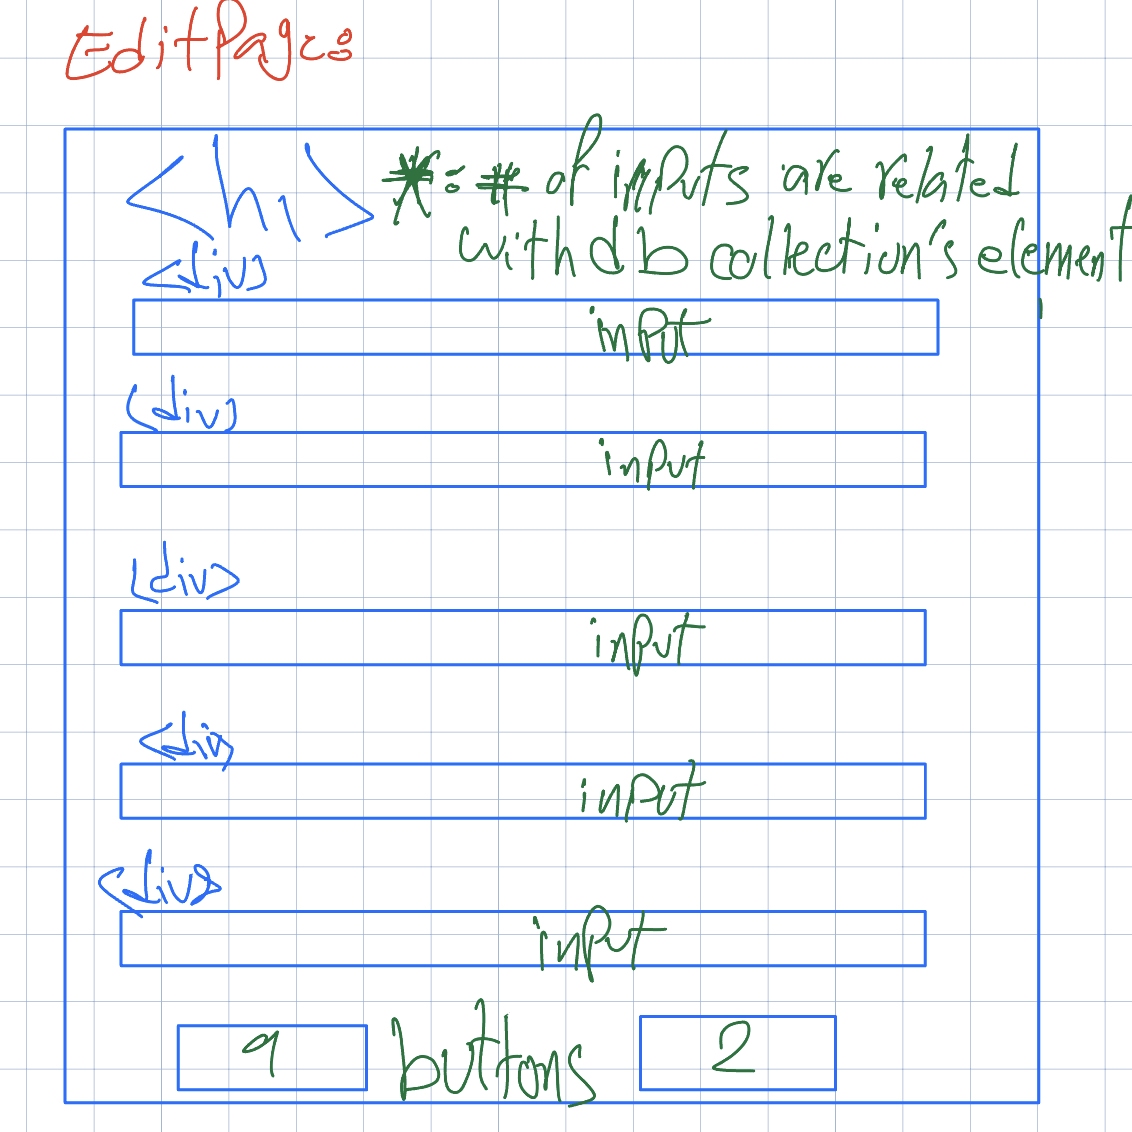 EditPage:
<h1>
*: # of inputs are related
with db collection's element
<div>
input
<div>
input
<div>
input
<div>
input
<div>
input
1
buttons
2